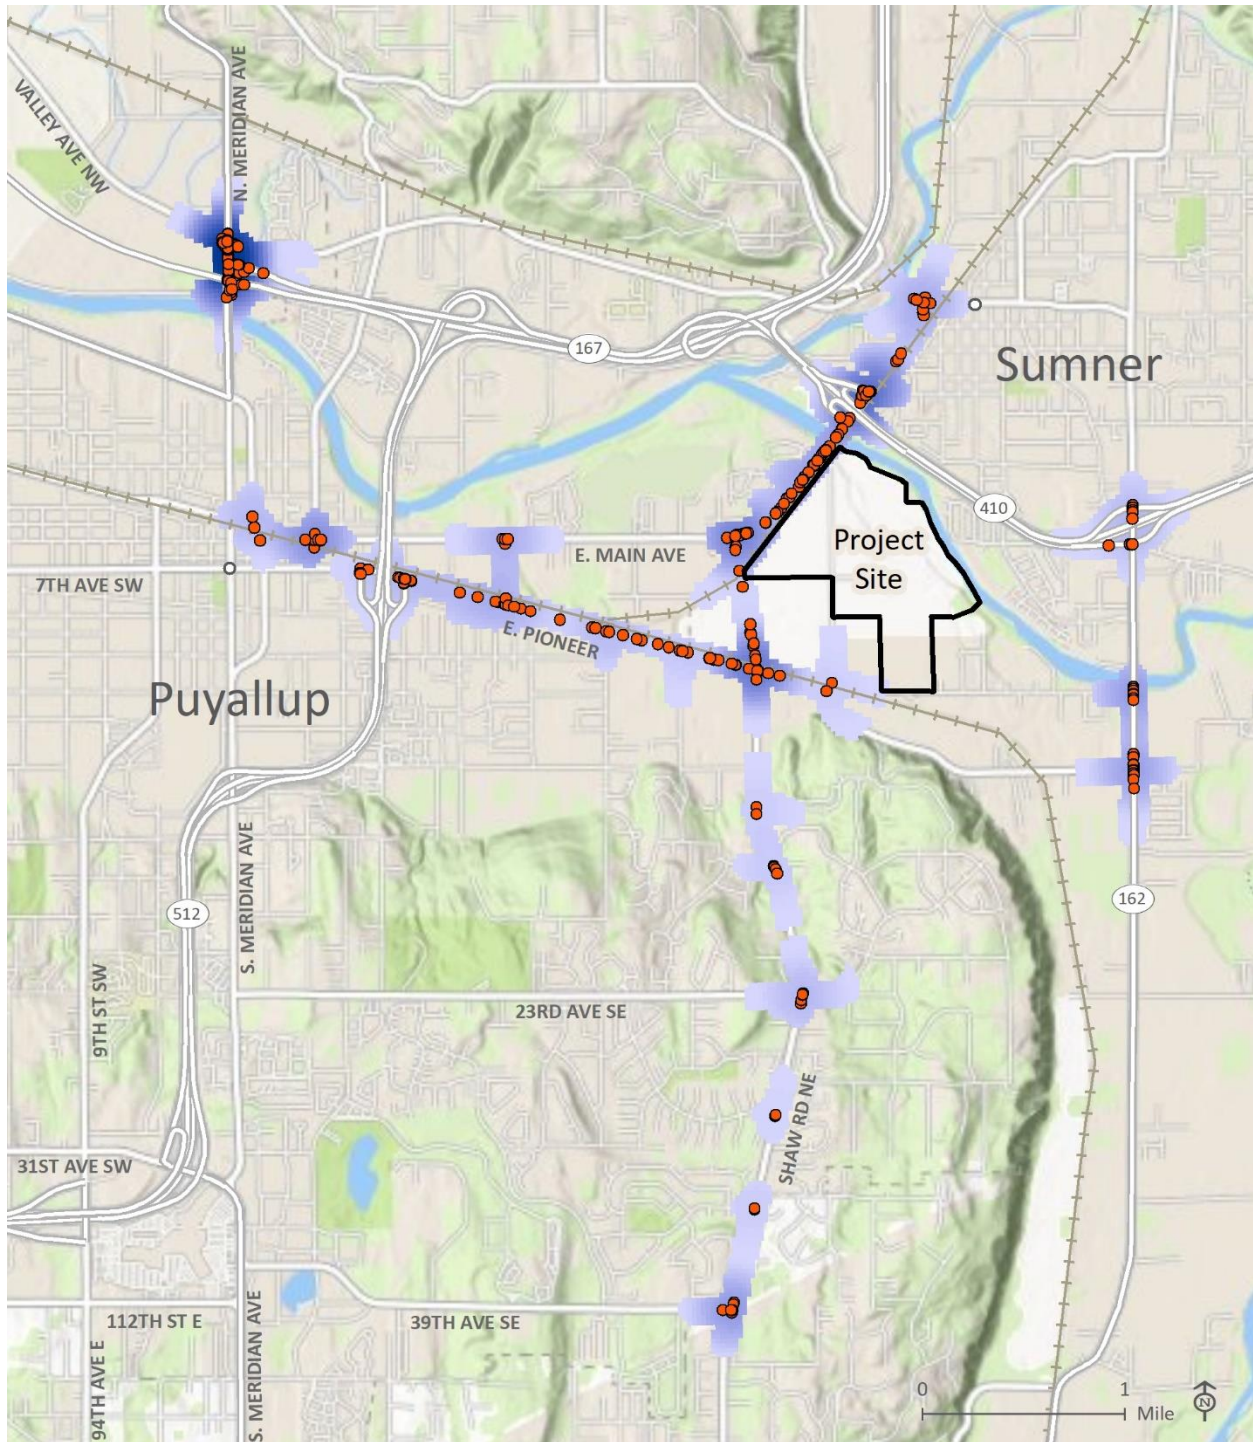 N. MERIDIAN AVE
VALLEY AVE NW
167
Sumner
410
Project
Site
E. MAIN AVE
7TH AVE SW
E. PIONEER
Puyallup
512
S. MERIDIAN AVE
162
9TH ST SW
23RD AVE SE
SHAW RD NE
31ST AVE SW
112TH ST E
39TH AVE SE
94TH AVE E
S. MERIDIAN AVE
0 1
Mile
N